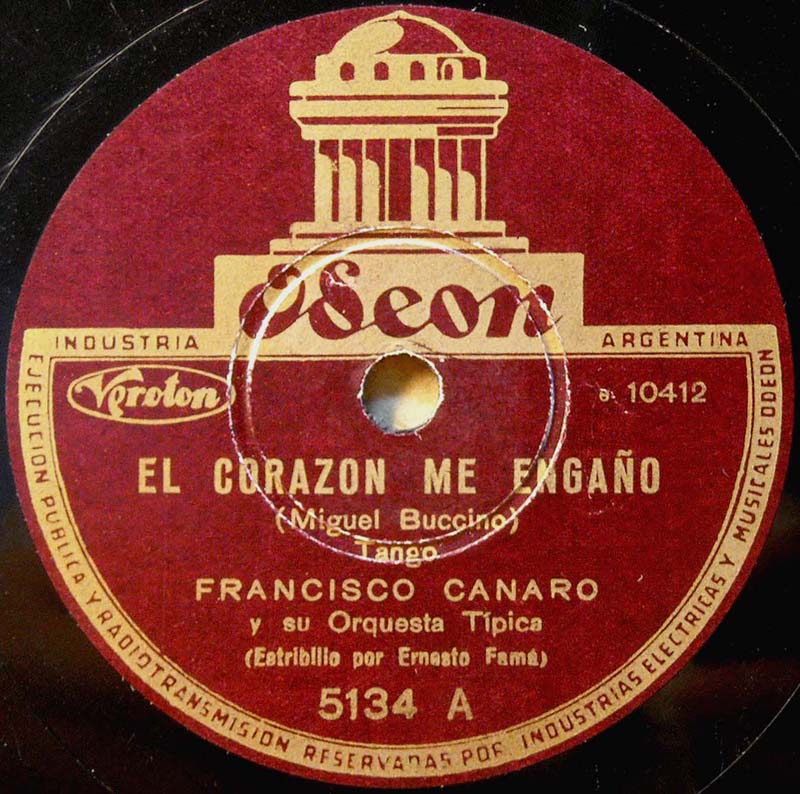 Odeon
INDUSTRIA ARGENTINA
Veroton
e 10412
EL CORAZON ME ENGAÑO
(Miguel Buccino)
Tango
FRANCISCO CANARO
y su Orquesta Típica
(Estribillo por Ernesto Famá)
5134 A
EJECUCION PUBLICA Y RADIOTRANSMISION RESERVADAS POR INDUSTRIAS ELECTRICAS Y MUSICALES ODEON